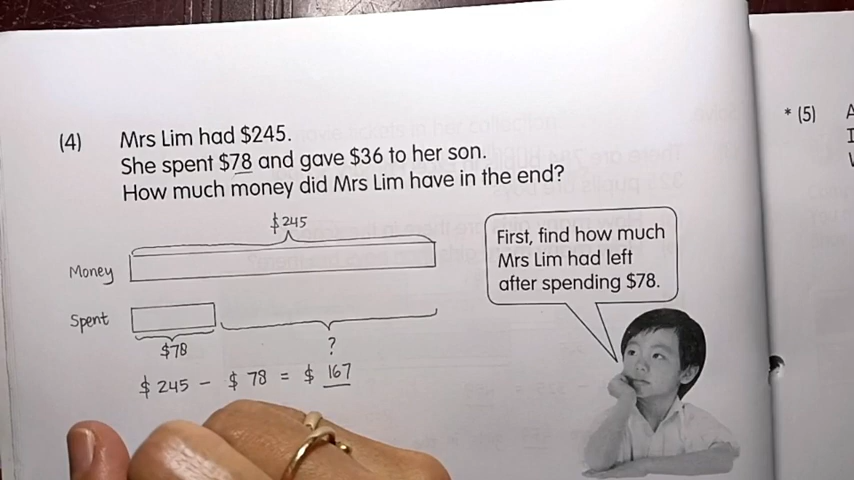 (4) Mrs Lim had $245.
She spent $78 and gave $36 to her son.
How much money did Mrs Lim have in the end?
$245
Money
Spent
$78
?
$ 245 - $ 78 = $ 167
First, find how much
Mrs Lim had left
after spending $78.
* (5)